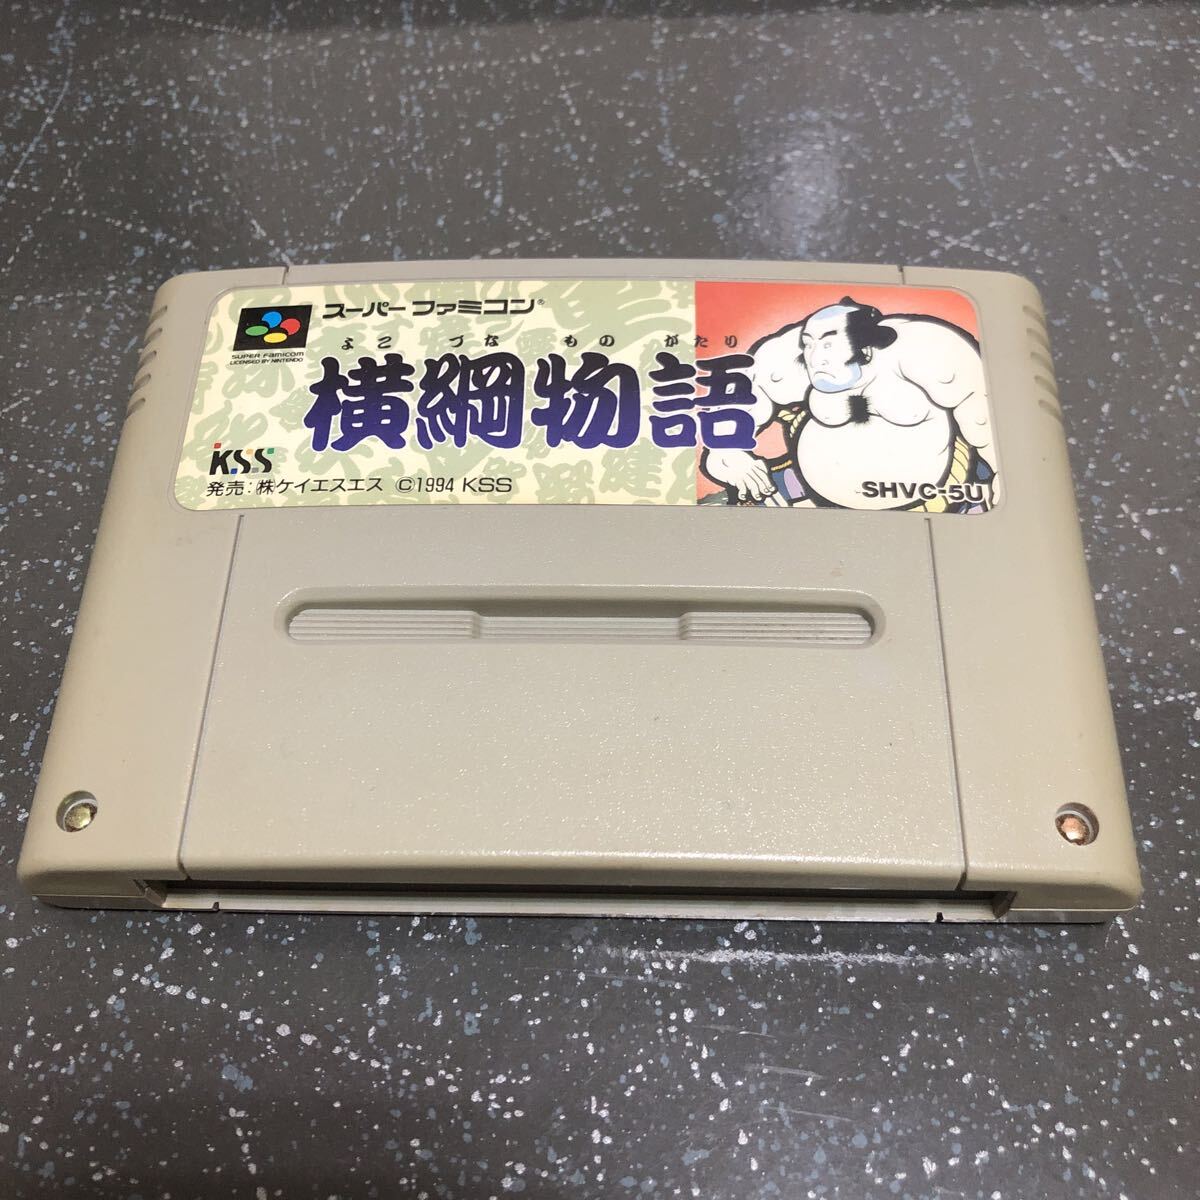 スーパーファミコン®
SUPER Famicom
LICENSED BY NINTENDO
よこ づな もの がたり
横綱物語
KSS
発売:㈱ケイエスエス ©1994 KSS
SHVC-5U